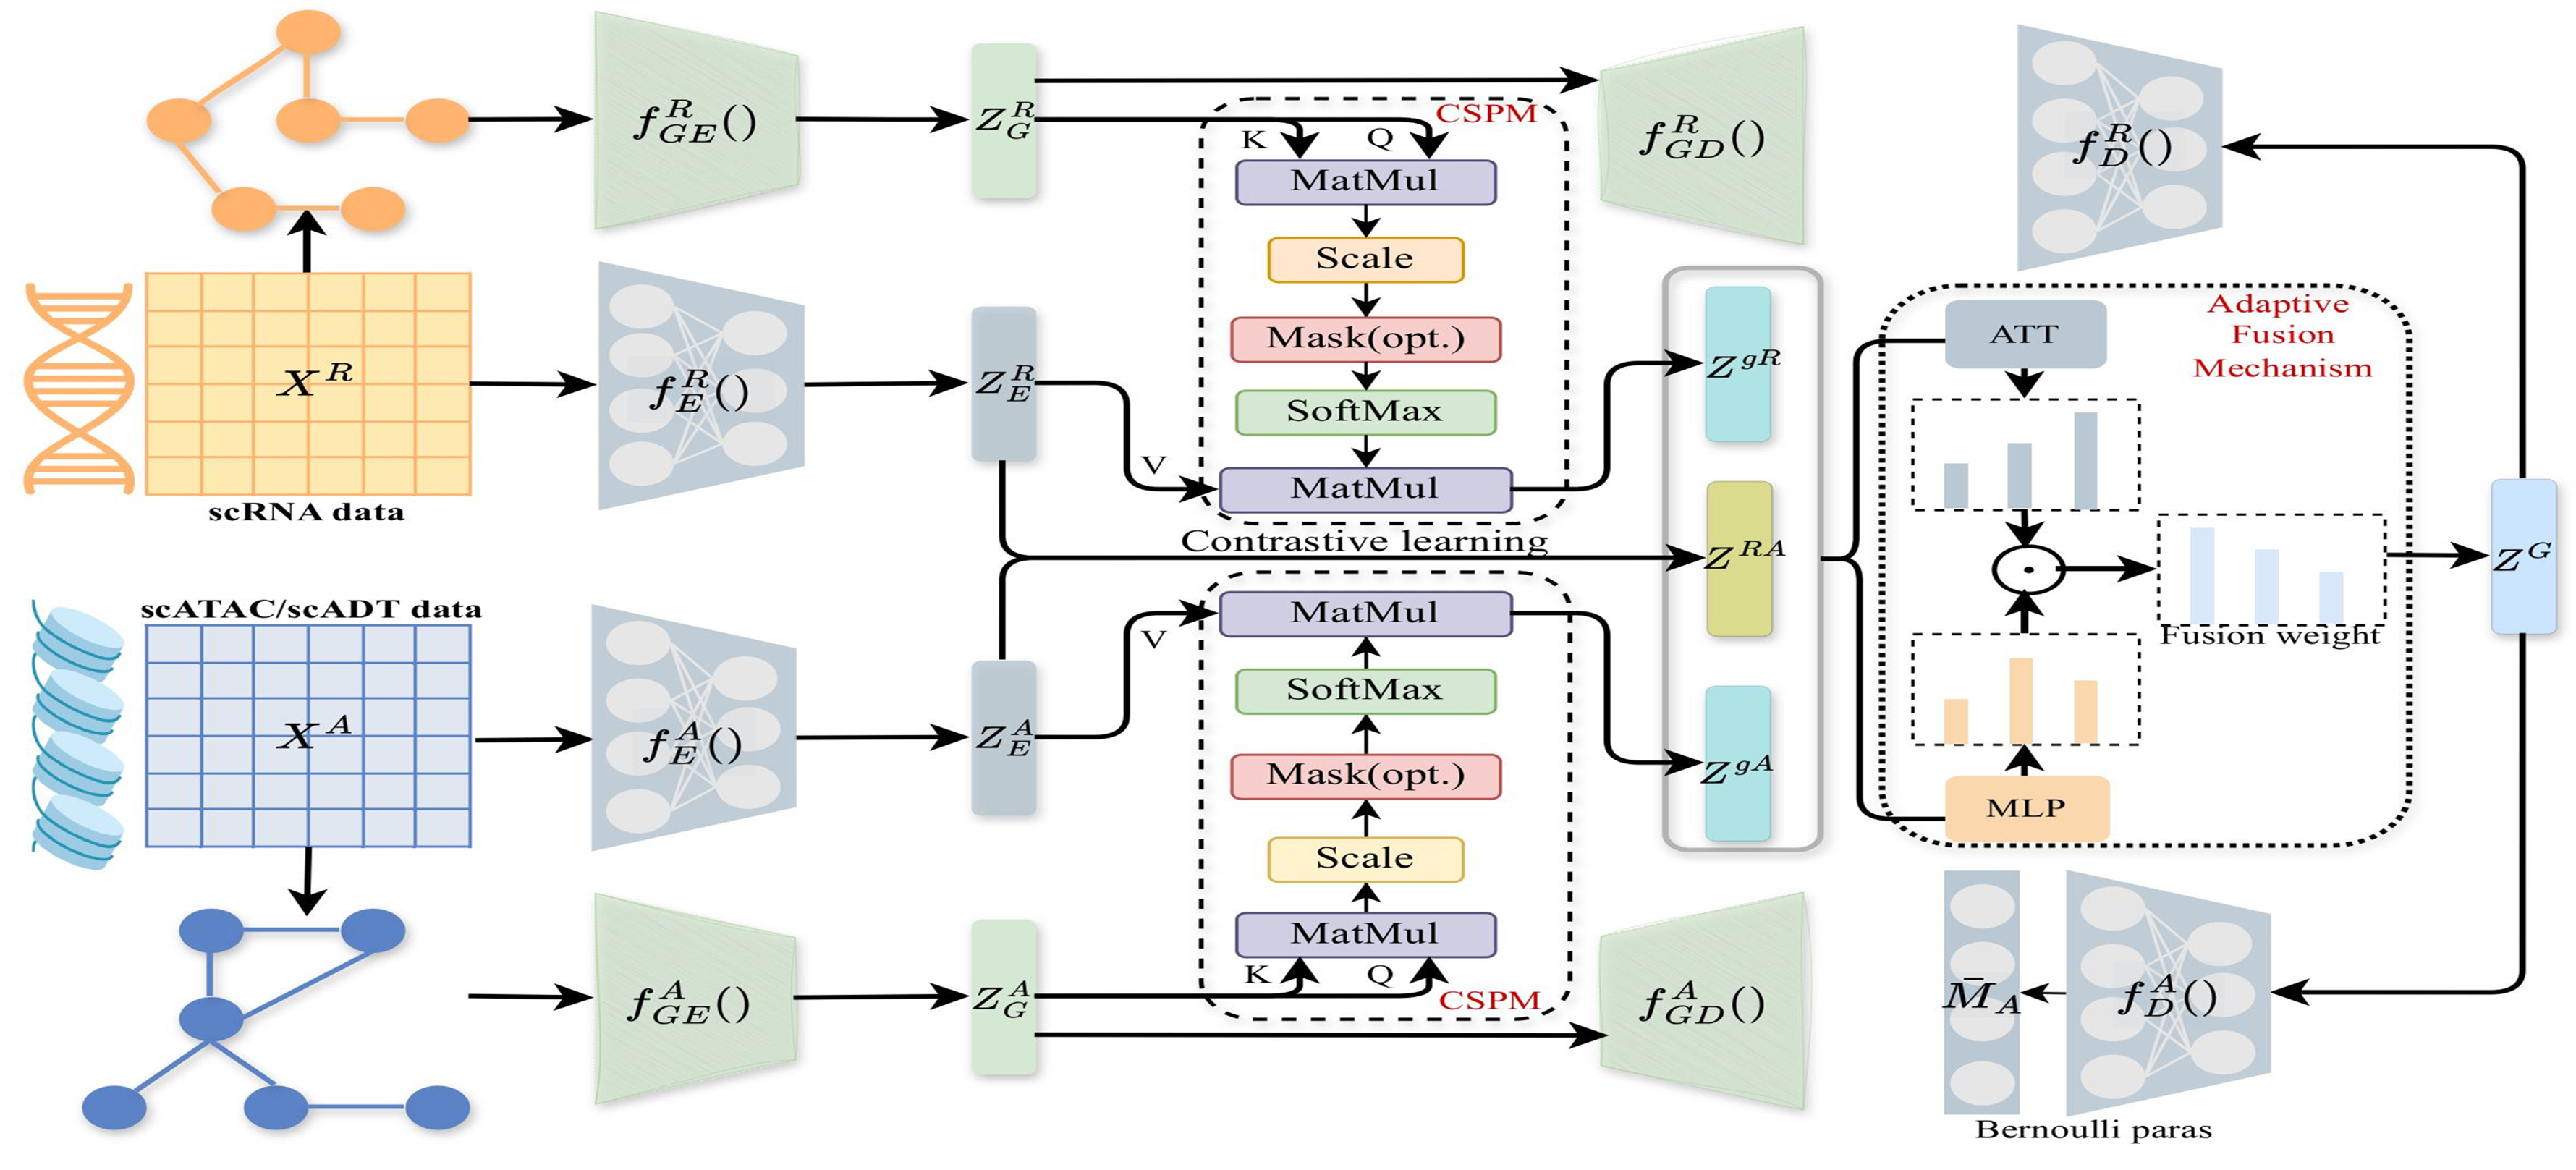 f_{GE}^{R}()
Z_G^R
CSPM
K
Q
MatMul
Scale
Mask(opt.)
SoftMax
MatMul
V
f_{GD}^{R}()
f_D^R()
X^R
scRNA data
f_E^R()
Z_E^R
Contrastive learning
Z^{gR}
Z^{RA}
Z^{gA}
ATT
Adaptive
Fusion
Mechanism
Fusion weight
MLP
Z^G
scATAC/scADT data
X^A
f_E^A()
Z_E^A
V
MatMul
SoftMax
Mask(opt.)
Scale
MatMul
K
Q
CSPM
f_{GE}^{A}()
Z_G^A
f_{GD}^{A}()
M̄_A
f_D^A()
Bernoulli paras